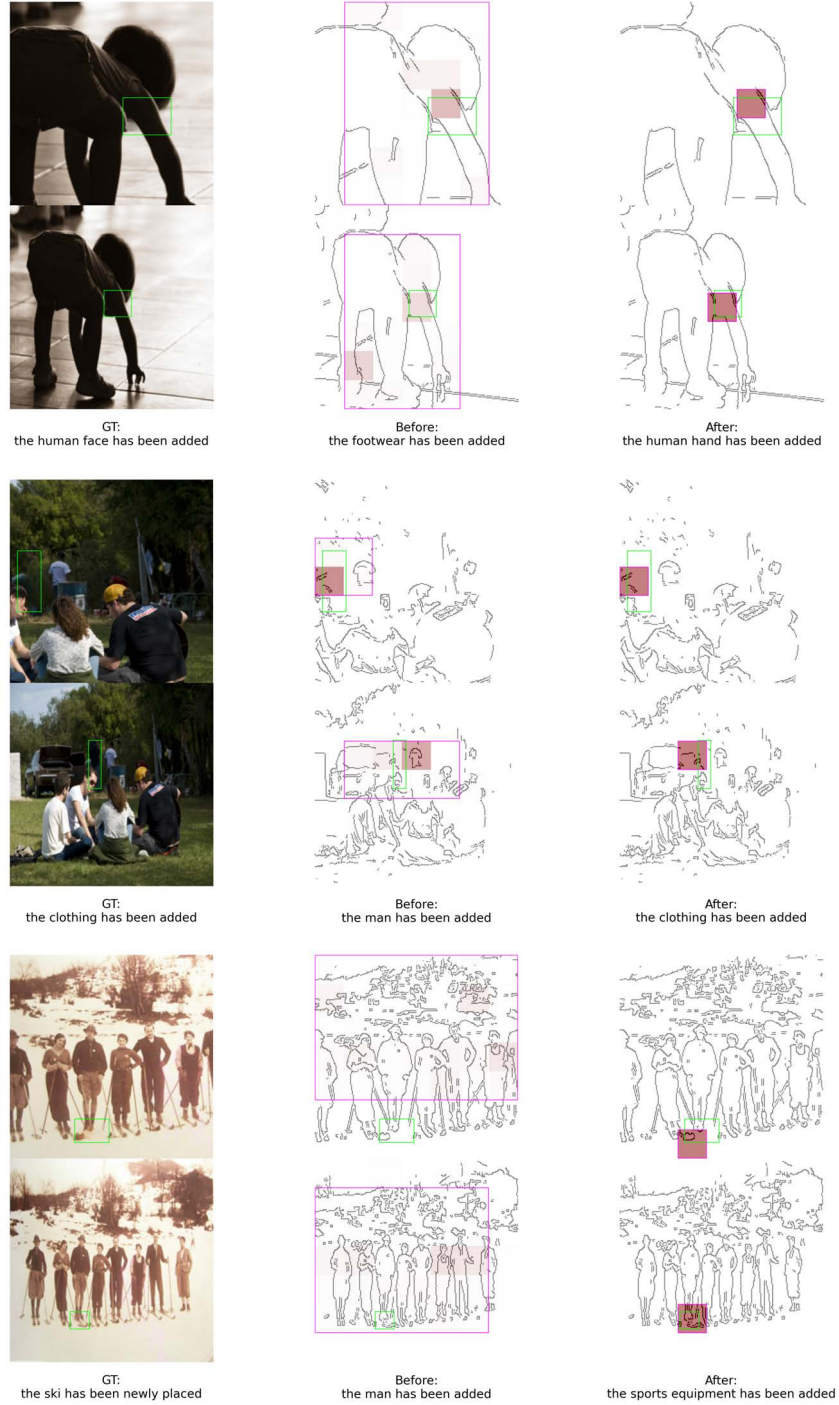 GT:
the human face has been added
Before:
the footwear has been added
After:
the human hand has been added
GT:
the clothing has been added
Before:
the man has been added
After:
the clothing has been added
GT:
the ski has been newly placed
Before:
the man has been added
After:
the sports equipment has been added